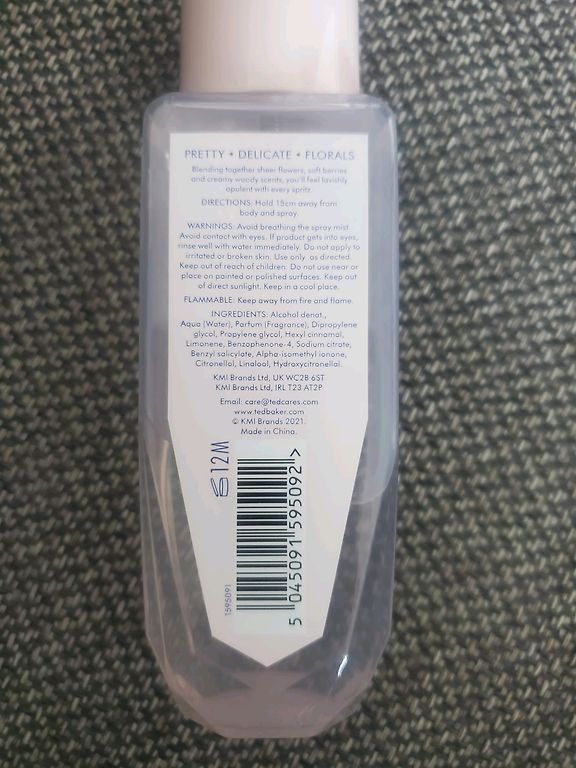 PRETTY • DELICATE • FLORALS
Blending together sheer flowers, soft berries
and creamy woody scents, you'll feel lavishly
opulent with every spritz.
DIRECTIONS: Hold 15cm away from
body and spray.
WARNINGS: Avoid breathing the spray mist.
Avoid contact with eyes. If product gets into eyes,
rinse well with water immediately. Do not apply to
irritated or broken skin. Use only as directed.
Keep out of reach of children. Do not use near or
place on painted or polished surfaces. Keep out
of direct sunlight. Keep in a cool place.
FLAMMABLE: Keep away from fire and flame.
INGREDIENTS: Alcohol denat.,
Aqua (Water), Parfum (Fragrance), Dipropylene
glycol, Propylene glycol, Hexyl cinnamal,
Limonene, Benzophenone-4, Sodium citrate,
Benzyl salicylate, Alpha-isomethyl ionone,
Citronellol, Linalool, Hydroxycitronellal.
KMI Brands Ltd, UK WC2B 6ST
KMI Brands Ltd, IRL T23 AT2P
Email: care@tedcares.com
www.tedbaker.com
© KMI Brands 2021.
Made in China.
12M
5 045091 595092 >
1595091